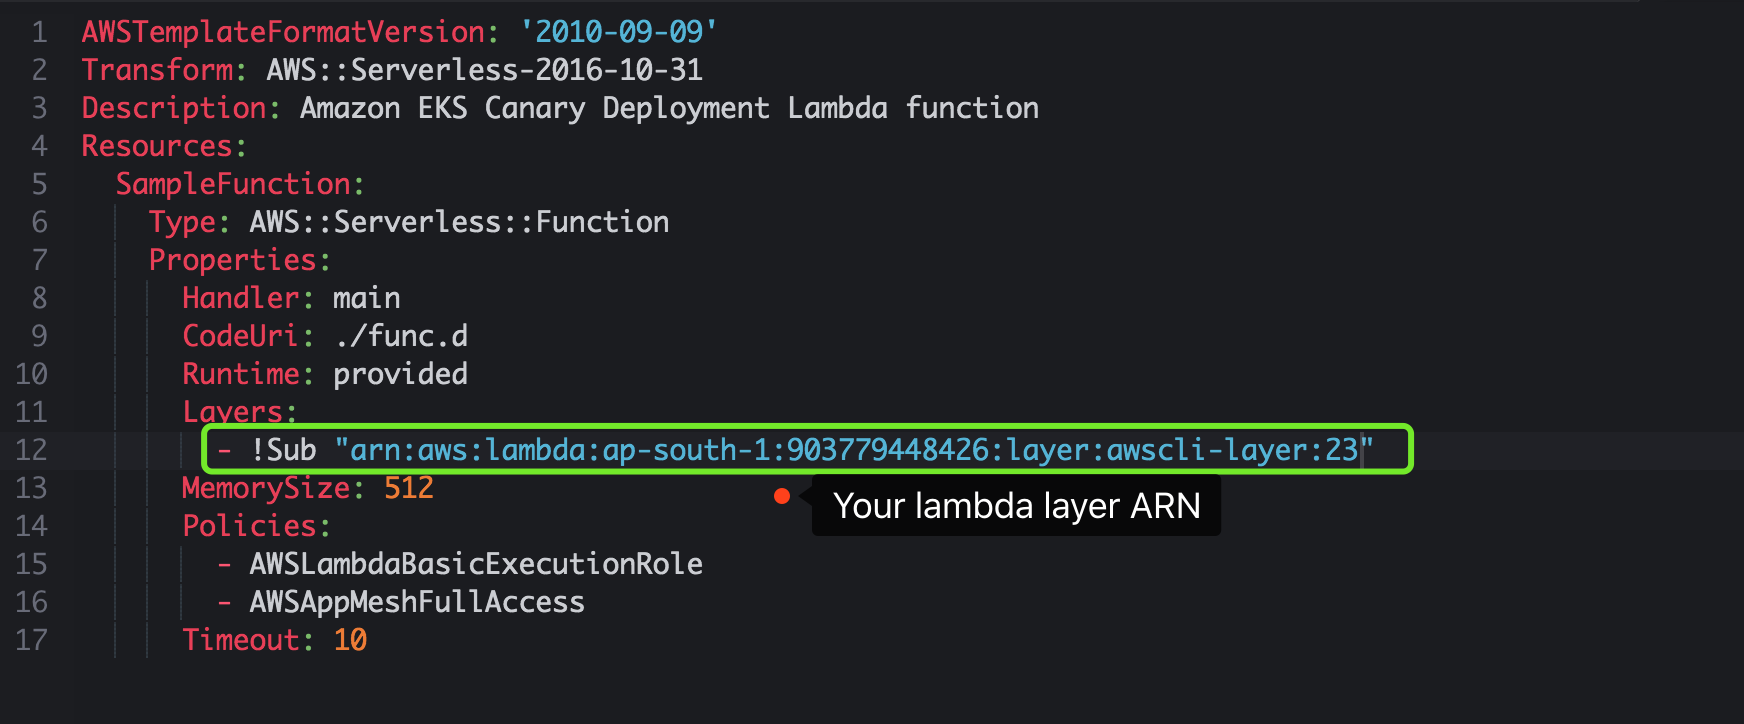 1 AWSTemplateFormatVersion: '2010-09-09'
2 Transform: AWS::Serverless-2016-10-31
3 Description: Amazon EKS Canary Deployment Lambda function
4 Resources:
5   SampleFunction:
6     Type: AWS::Serverless::Function
7     Properties:
8       Handler: main
9       CodeUri: ./func.d
10       Runtime: provided
11       Layers:
12         - !Sub "arn:aws:lambda:ap-south-1:903779448426:layer:awscli-layer:23"
13       MemorySize: 512
Your lambda layer ARN
14       Policies:
15         - AWSLambdaBasicExecutionRole
16         - AWSAppMeshFullAccess
17       Timeout: 10